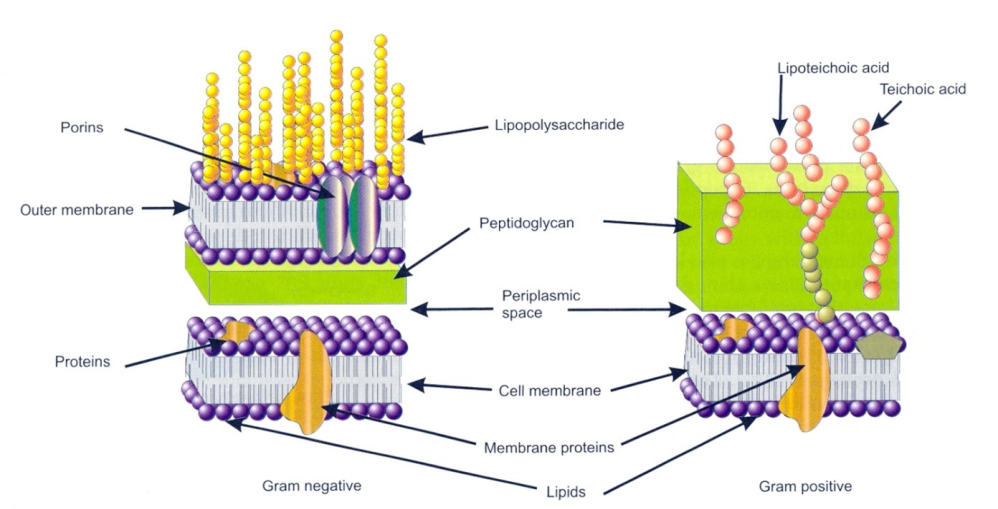 Lipoteichoic acid
Teichoic acid
Porins
Lipopolysaccharide
Outer membrane
Peptidoglycan
Periplasmic
space
Proteins
Cell membrane
Membrane proteins
Gram negative
Lipids
Gram positive